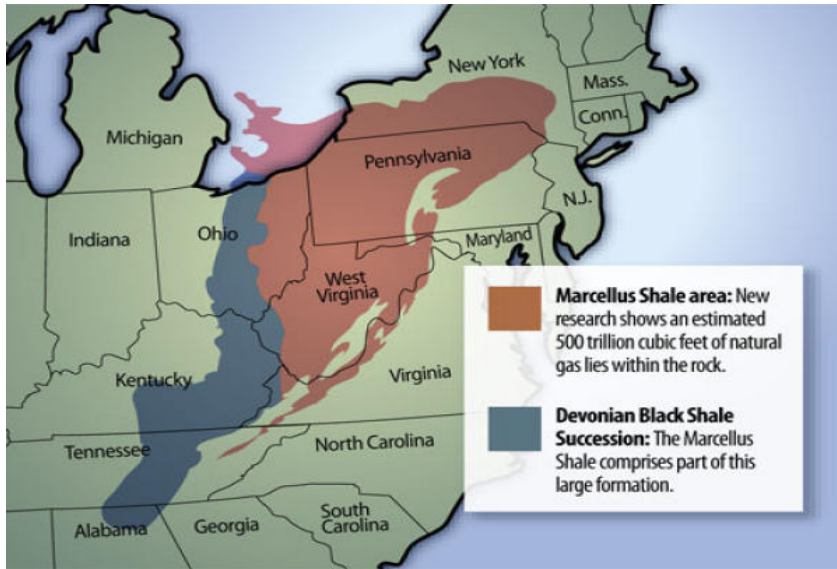 New York
Mass.
Michigan
Conn.
Pennsylvania
N.J.
Ohio
Indiana
Maryland
West
Virginia
Marcellus Shale area: New
research shows an estimated
500 trillion cubic feet of natural
gas lies within the rock.
Kentucky
Virginia
Devonian Black Shale
Succession: The Marcellus
Shale comprises part of this
large formation.
Tennessee
North Carolina
South
Carolina
Alabama
Georgia